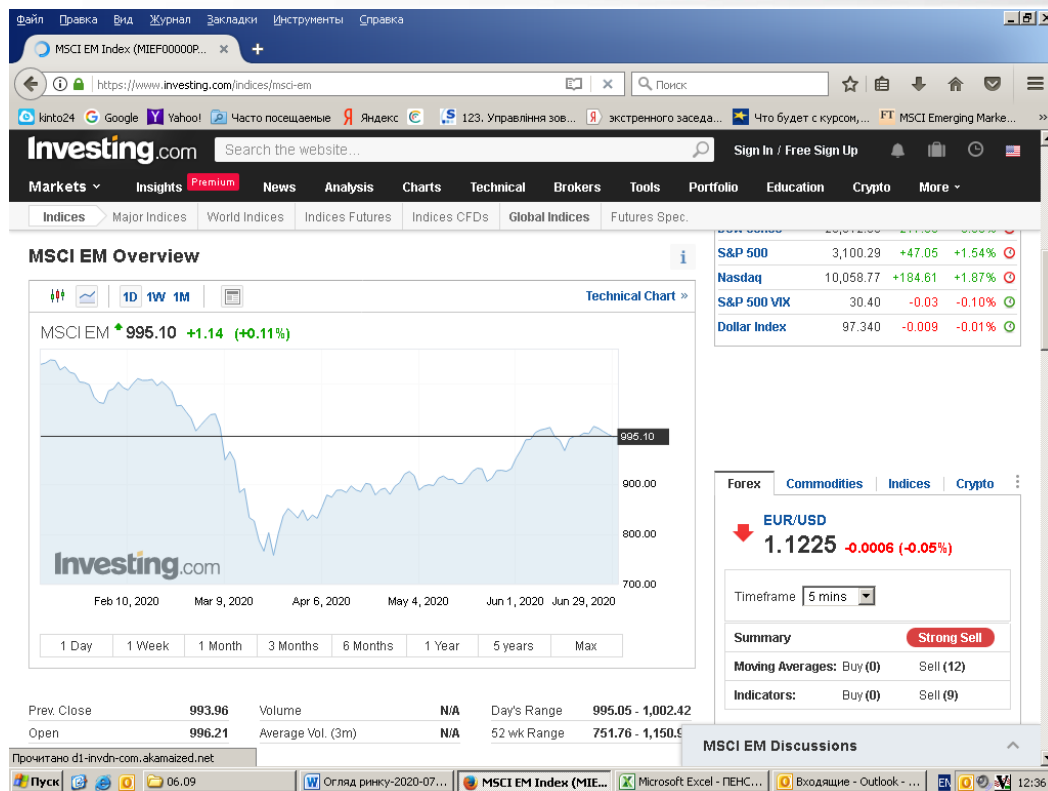 Файл Правка Вид Журнал Закладки Инструменты Справка
MSCI EM Index (MIEF00000P...
https://www.investing.com/indices/msci-em
Поиск
kinto24 Google Yahoo! Часто посещаемые Яндекс 123. Управління зов... экстренного заседа... Что будет с курсом,... MSCI Emerging Marke...
Investing.com
Search the website...
Sign In / Free Sign Up
Markets Insights Premium News Analysis Charts Technical Brokers Tools Portfolio Education Crypto More
Indices Major Indices World Indices Indices Futures Indices CFDs Global Indices Futures Spec.
MSCI EM Overview
1D 1W 1M
Technical Chart »
MSCI EM 995.10 +1.14 (+0.11%)
995.10
900.00
800.00
700.00
Investing.com
Feb 10, 2020 Mar 9, 2020 Apr 6, 2020 May 4, 2020 Jun 1, 2020 Jun 29, 2020
1 Day 1 Week 1 Month 3 Months 6 Months 1 Year 5 years Max
Prev. Close 993.96 Volume N/A Day's Range 995.05 - 1,002.42
Open 996.21 Average Vol. (3m) N/A 52 wk Range 751.76 - 1,150.
S&P 500 3,100.29 +47.05 +1.54%
Nasdaq 10,058.77 +184.61 +1.87%
S&P 500 VIX 30.40 -0.03 -0.10%
Dollar Index 97.340 -0.009 -0.01%
Forex Commodities Indices Crypto
EUR/USD
1.1225 -0.0006 (-0.05%)
Timeframe 5 mins
Summary Strong Sell
Moving Averages: Buy (0) Sell (12)
Indicators: Buy (0) Sell (9)
MSCI EM Discussions
Прочитано d1-invdn-com.akamaized.net
Пуск 06.09 Огляд ринку-2020-07... MSCI EM Index (MIE... Microsoft Excel - ПЕНС... Входящие - Outlook - ... EN 12:36